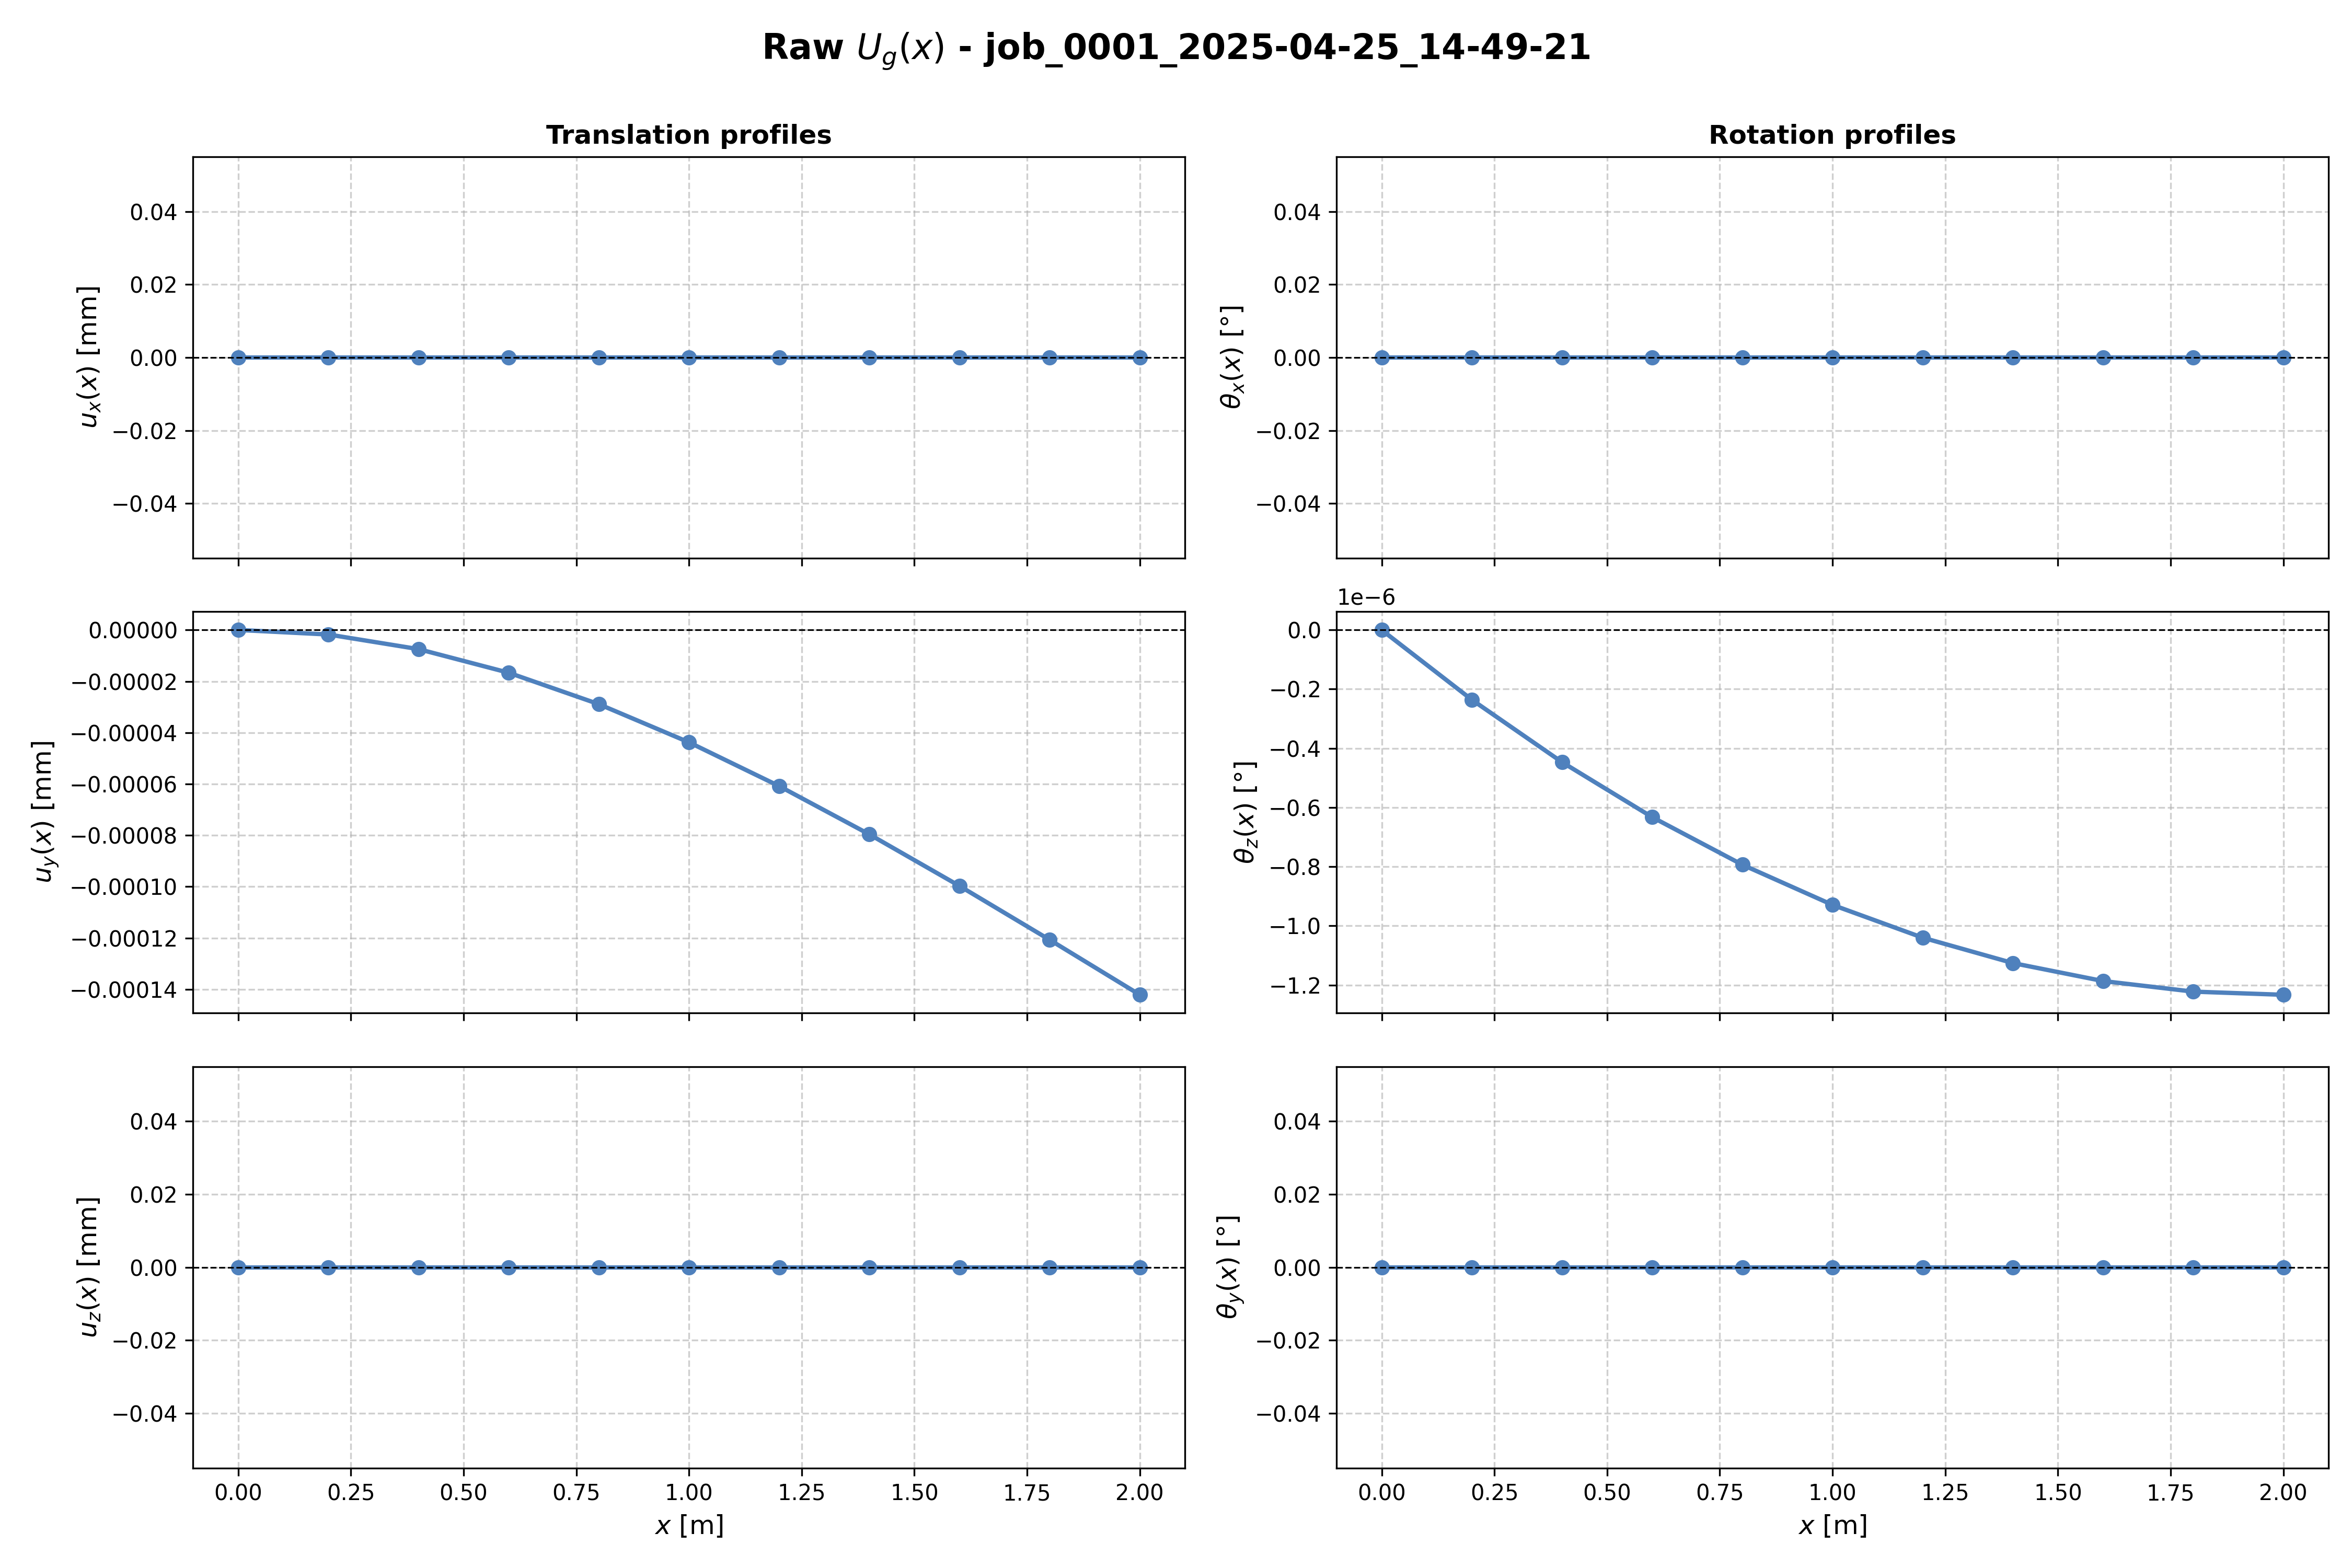 Raw U_g(x) - job_0001_2025-04-25_14-49-21
Translation profiles
0.04
0.02
0.00
−0.02
−0.04
u_x(x) [mm]
Rotation profiles
0.04
0.02
0.00
−0.02
−0.04
θ_x(x) [°]
0.00000
−0.00002
−0.00004
−0.00006
−0.00008
−0.00010
−0.00012
−0.00014
u_y(x) [mm]
1e−6
0.0
−0.2
−0.4
−0.6
−0.8
−1.0
−1.2
θ_z(x) [°]
0.04
0.02
0.00
−0.02
−0.04
u_z(x) [mm]
0.00 0.25 0.50 0.75 1.00 1.25 1.50 1.75 2.00
x [m]
0.04
0.02
0.00
−0.02
−0.04
θ_y(x) [°]
0.00 0.25 0.50 0.75 1.00 1.25 1.50 1.75 2.00
x [m]